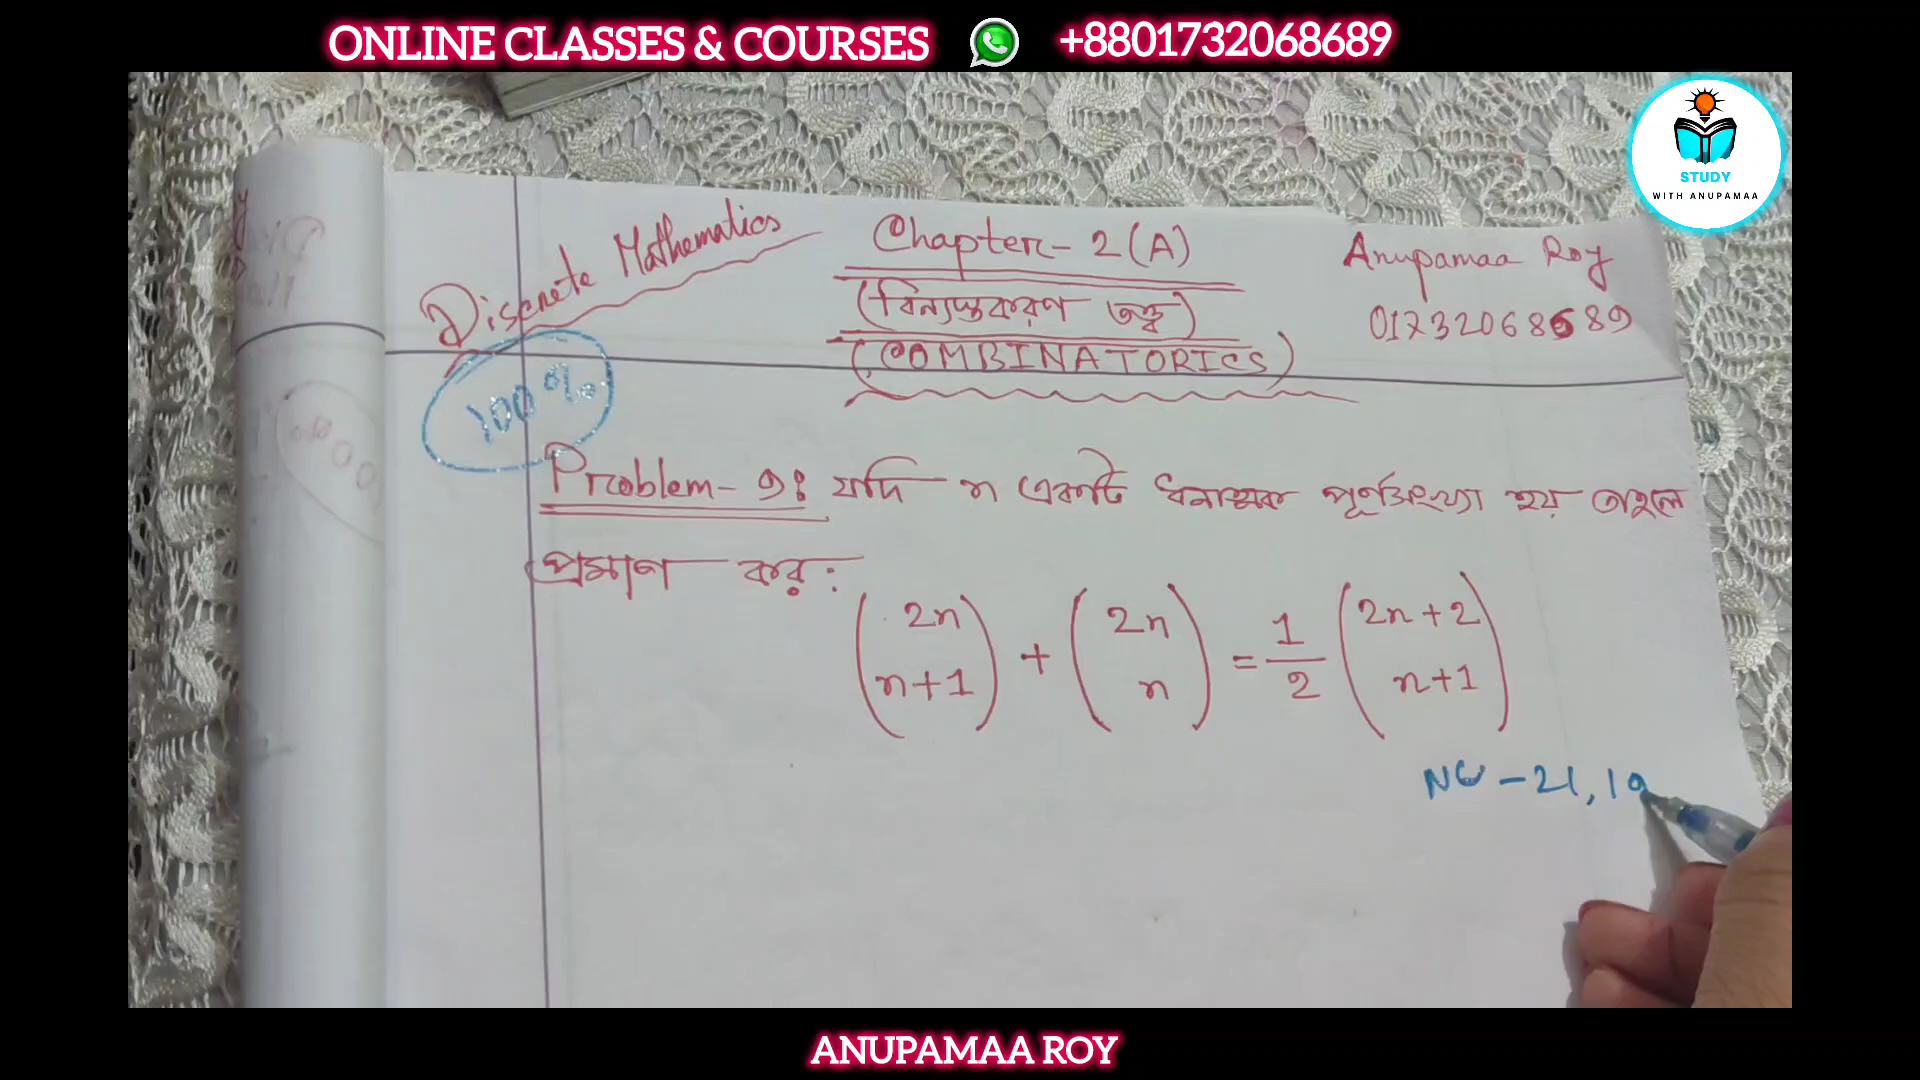 ONLINE CLASSES & COURSES +8801732068689
STUDY
WITH ANUPAMAA
Discrete Mathematics
Chapter-2(A)
(বিন্যস্তকরণ তত্ত্ব)
(COMBINATORICS)
Anupamaa Roy
01732068689
100%
Problem-9: যদি n একটি ধনাত্মক পূর্ণসংখ্যা হয় তাহলে
প্রমাণ কর:
(2n n+1) + (2n n) = 1/2 (2n+2 n+1)
NU-21, 19
ANUPAMAA ROY